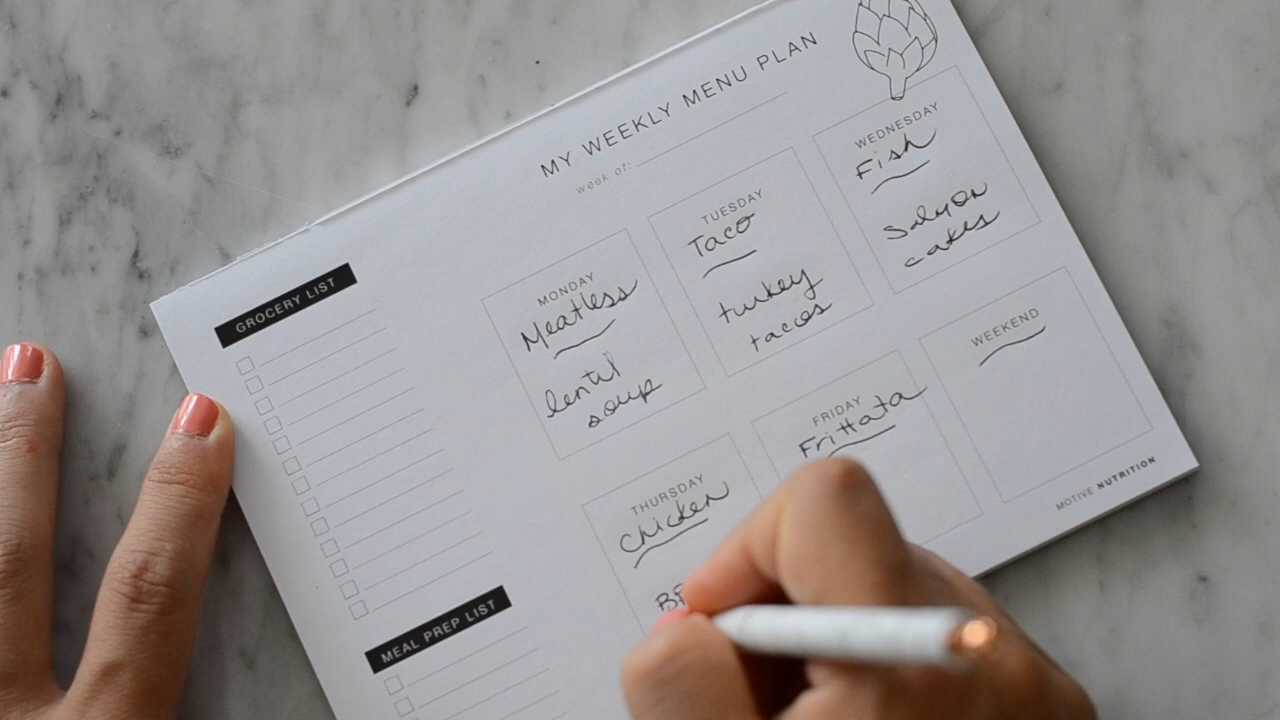 MY WEEKLY MENU PLAN
week of:
GROCERY LIST
MONDAY
Meatless
lentil
soup
TUESDAY
Taco
turkey
tacos
WEDNESDAY
Fish
Salmon
cakes
THURSDAY
Chicken
FRIDAY
Frittata
WEEKEND
MEAL PREP LIST
MOTIVE NUTRITION